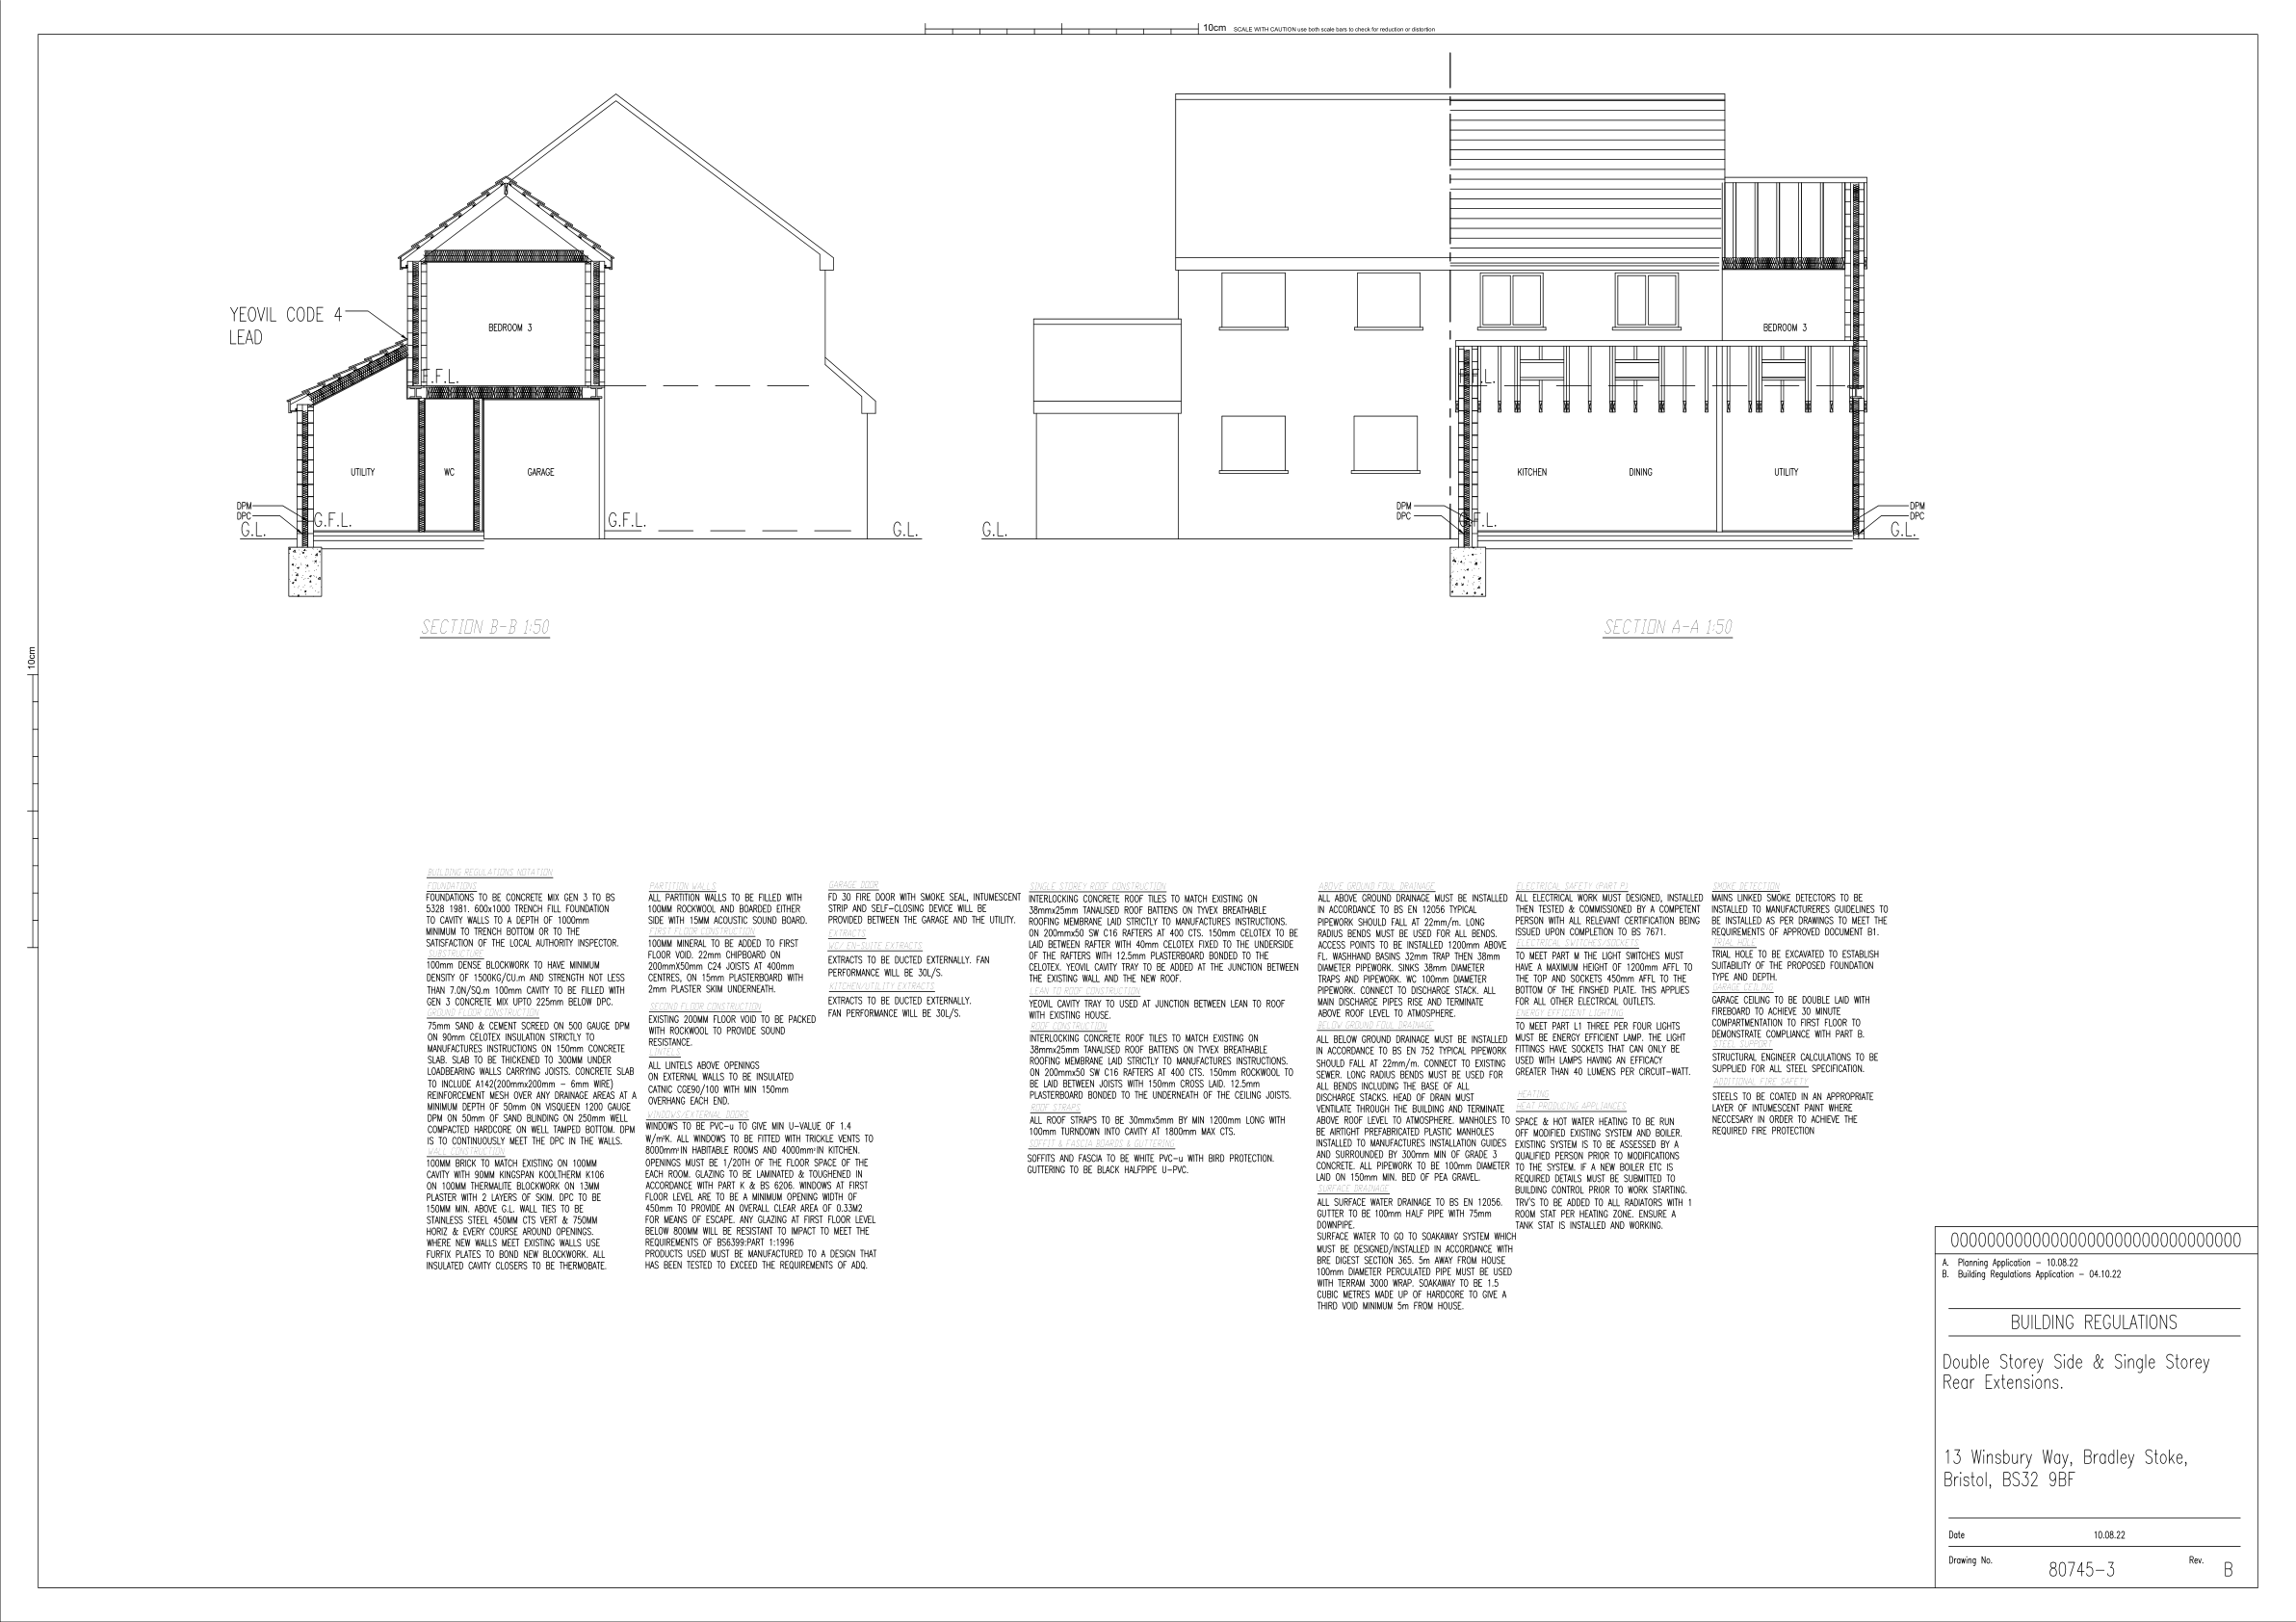 10cm SCALE WITH CAUTION use both scale bars to check for reduction or distortion
YEOVIL CODE 4
LEAD
BEDROOM 3
F.F.L.
UTILITY
WC
GARAGE
DPM
DPC
G.L.
G.F.L.
G.F.L.
G.L.
SECTION B-B 1:50
BEDROOM 3
F.F.L.
KITCHEN
DINING
UTILITY
DPM
DPC
G.L.
G.F.L.
DPM
DPC
G.L.
SECTION A-A 1:50
10cm
BUILDING REGULATIONS NOTATION
FOUNDATIONS
FOUNDATIONS TO BE CONCRETE MIX GEN 3 TO BS
5328 1981. 600x1000 TRENCH FILL FOUNDATION
TO CAVITY WALLS TO A DEPTH OF 1000mm
MINIMUM TO TRENCH BOTTOM OR TO THE
SATISFACTION OF THE LOCAL AUTHORITY INSPECTOR.
SUBSTRUCTURE
100mm DENSE BLOCKWORK TO HAVE MINIMUM
DENSITY OF 1500KG/CU.m AND STRENGTH NOT LESS
THAN 7.0N/SQ.m 100mm CAVITY TO BE FILLED WITH
GEN 3 CONCRETE MIX UPTO 225mm BELOW DPC.
GROUND FLOOR CONSTRUCTION
75mm SAND & CEMENT SCREED ON 500 GAUGE DPM
ON 90mm CELOTEX INSULATION STRICTLY TO
MANUFACTURES INSTRUCTIONS ON 150mm CONCRETE
SLAB. SLAB TO BE THICKENED TO 300MM UNDER
LOADBEARING WALLS CARRYING JOISTS. CONCRETE SLAB
TO INCLUDE A142(200mmx200mm - 6mm WIRE)
REINFORCEMENT MESH OVER ANY DRAINAGE AREAS AT A
MINIMUM DEPTH OF 50mm ON VISQUEEN 1200 GAUGE
DPM ON 50mm OF SAND BLINDING ON 250mm WELL
COMPACTED HARDCORE ON WELL TAMPED BOTTOM. DPM
IS TO CONTINUOUSLY MEET THE DPC IN THE WALLS.
WALL CONSTRUCTION
100MM BRICK TO MATCH EXISTING ON 100MM
CAVITY WITH 90MM KINGSPAN KOOLTHERM K106
ON 100MM THERMALITE BLOCKWORK ON 13MM
PLASTER WITH 2 LAYERS OF SKIM. DPC TO BE
150MM MIN. ABOVE G.L. WALL TIES TO BE
STAINLESS STEEL 450MM CTS VERT & 750MM
HORIZ & EVERY COURSE AROUND OPENINGS.
WHERE NEW WALLS MEET EXISTING WALLS USE
FURFIX PLATES TO BOND NEW BLOCKWORK. ALL
INSULATED CAVITY CLOSERS TO BE THERMOBATE.
PARTITION WALLS
ALL PARTITION WALLS TO BE FILLED WITH
100MM ROCKWOOL AND BOARDED EITHER
SIDE WITH 15MM ACOUSTIC SOUND BOARD.
FIRST FLOOR CONSTRUCTION
100MM MINERAL TO BE ADDED TO FIRST
FLOOR VOID. 22mm CHIPBOARD ON
200mmX50mm C24 JOISTS AT 400mm
CENTRES, ON 15mm PLASTERBOARD WITH
2mm PLASTER SKIM UNDERNEATH.
SECOND FLOOR CONSTRUCTION
EXISTING 200MM FLOOR VOID TO BE PACKED
WITH ROCKWOOL TO PROVIDE SOUND
RESISTANCE.
LINTELS
ALL LINTELS ABOVE OPENINGS
ON EXTERNAL WALLS TO BE INSULATED
CATNIC CGE90/100 WITH MIN 150mm
OVERHANG EACH END.
WINDOWS/EXTERNAL DOORS
WINDOWS TO BE PVC-u TO GIVE MIN U-VALUE OF 1.4
W/m²K. ALL WINDOWS TO BE FITTED WITH TRICKLE VENTS TO
8000mm² IN HABITABLE ROOMS AND 4000mm² IN KITCHEN.
OPENINGS MUST BE 1/20TH OF THE FLOOR SPACE OF THE
EACH ROOM. GLAZING TO BE LAMINATED & TOUGHENED IN
ACCORDANCE WITH PART K & BS 6206. WINDOWS AT FIRST
FLOOR LEVEL ARE TO BE A MINIMUM OPENING WIDTH OF
450mm TO PROVIDE AN OVERALL CLEAR AREA OF 0.33M2
FOR MEANS OF ESCAPE. ANY GLAZING AT FIRST FLOOR LEVEL
BELOW 800MM WILL BE RESISTANT TO IMPACT TO MEET THE
REQUIREMENTS OF BS6399:PART 1:1996
PRODUCTS USED MUST BE MANUFACTURED TO A DESIGN THAT
HAS BEEN TESTED TO EXCEED THE REQUIREMENTS OF ADQ.
GARAGE DOOR
FD 30 FIRE DOOR WITH SMOKE SEAL, INTUMESCENT
STRIP AND SELF-CLOSING DEVICE WILL BE
PROVIDED BETWEEN THE GARAGE AND THE UTILITY.
EXTRACTS
WC/ EN-SUITE EXTRACTS
EXTRACTS TO BE DUCTED EXTERNALLY. FAN
PERFORMANCE WILL BE 30L/S.
KITCHEN/UTILITY EXTRACTS
EXTRACTS TO BE DUCTED EXTERNALLY.
FAN PERFORMANCE WILL BE 30L/S.
SINGLE STOREY ROOF CONSTRUCTION
INTERLOCKING CONCRETE ROOF TILES TO MATCH EXISTING ON
38mmx25mm TANALISED ROOF BATTENS ON TYVEX BREATHABLE
ROOFING MEMBRANE LAID STRICTLY TO MANUFACTURES INSTRUCTIONS.
ON 200mmx50 SW C16 RAFTERS AT 400 CTS. 150mm CELOTEX TO BE
LAID BETWEEN RAFTER WITH 40mm CELOTEX FIXED TO THE UNDERSIDE
OF THE RAFTERS WITH 12.5mm PLASTERBOARD BONDED TO THE
CELOTEX. YEOVIL CAVITY TRAY TO BE ADDED AT THE JUNCTION BETWEEN
THE EXISTING WALL AND THE NEW ROOF.
LEAN TO ROOF CONSTRUCTION
YEOVIL CAVITY TRAY TO USED AT JUNCTION BETWEEN LEAN TO ROOF
WITH EXISTING HOUSE.
ROOF CONSTRUCTION
INTERLOCKING CONCRETE ROOF TILES TO MATCH EXISTING ON
38mmx25mm TANALISED ROOF BATTENS ON TYVEX BREATHABLE
ROOFING MEMBRANE LAID STRICTLY TO MANUFACTURES INSTRUCTIONS.
ON 200mmx50 SW C16 RAFTERS AT 400 CTS. 150mm ROCKWOOL TO
BE LAID BETWEEN JOISTS WITH 150mm CROSS LAID. 12.5mm
PLASTERBOARD BONDED TO THE UNDERNEATH OF THE CEILING JOISTS.
ROOF STRAPS
ALL ROOF STRAPS TO BE 30mmx5mm BY MIN 1200mm LONG WITH
100mm TURNDOWN INTO CAVITY AT 1800mm MAX CTS.
SOFFIT & FASCIA BOARDS & GUTTERING
SOFFITS AND FASCIA TO BE WHITE PVC-u WITH BIRD PROTECTION.
GUTTERING TO BE BLACK HALFPIPE U-PVC.
ABOVE GROUND FOUL DRAINAGE
ALL ABOVE GROUND DRAINAGE MUST BE INSTALLED
IN ACCORDANCE TO BS EN 12056 TYPICAL
PIPEWORK SHOULD FALL AT 22mm/m. LONG
RADIUS BENDS MUST BE USED FOR ALL BENDS.
ACCESS POINTS TO BE INSTALLED 1200mm ABOVE
FL. WASHHAND BASINS 32mm TRAP THEN 38mm
DIAMETER PIPEWORK. SINKS 38mm DIAMETER
TRAPS AND PIPEWORK. WC 100mm DIAMETER
PIPEWORK. CONNECT TO DISCHARGE STACK. ALL
MAIN DISCHARGE PIPES RISE AND TERMINATE
ABOVE ROOF LEVEL TO ATMOSPHERE.
BELOW GROUND FOUL DRAINAGE
ALL BELOW GROUND DRAINAGE MUST BE INSTALLED
IN ACCORDANCE TO BS EN 752 TYPICAL PIPEWORK
SHOULD FALL AT 22mm/m. CONNECT TO EXISTING
SEWER. LONG RADIUS BENDS MUST BE USED FOR
ALL BENDS INCLUDING THE BASE OF ALL
DISCHARGE STACKS. HEAD OF DRAIN MUST
VENTILATE THROUGH THE BUILDING AND TERMINATE
ABOVE ROOF LEVEL TO ATMOSPHERE. MANHOLES TO
BE AIRTIGHT PREFABRICATED PLASTIC MANHOLES
INSTALLED TO MANUFACTURES INSTALLATION GUIDES
AND SURROUNDED BY 300mm MIN OF GRADE 3
CONCRETE. ALL PIPEWORK TO BE 100mm DIAMETER
LAID ON 150mm MIN. BED OF PEA GRAVEL.
SURFACE DRAINAGE
ALL SURFACE WATER DRAINAGE TO BS EN 12056.
GUTTER TO BE 100mm HALF PIPE WITH 75mm
DOWNPIPE.
SURFACE WATER TO GO TO SOAKAWAY SYSTEM WHICH
MUST BE DESIGNED/INSTALLED IN ACCORDANCE WITH
BRE DIGEST SECTION 365. 5m AWAY FROM HOUSE
100mm DIAMETER PERCULATED PIPE MUST BE USED
WITH TERRAM 3000 WRAP. SOAKAWAY TO BE 1.5
CUBIC METRES MADE UP OF HARDCORE TO GIVE A
THIRD VOID MINIMUM 5m FROM HOUSE.
ELECTRICAL SAFETY (PART P)
ALL ELECTRICAL WORK MUST DESIGNED, INSTALLED
THEN TESTED & COMMISSIONED BY A COMPETENT
PERSON WITH ALL RELEVANT CERTIFICATION BEING
ISSUED UPON COMPLETION TO BS 7671.
ELECTRICAL SWITCHES/SOCKETS
TO MEET PART M THE LIGHT SWITCHES MUST
HAVE A MAXIMUM HEIGHT OF 1200mm AFFL TO
THE TOP AND SOCKETS 450mm AFFL TO THE
BOTTOM OF THE FINSHED PLATE. THIS APPLIES
FOR ALL OTHER ELECTRICAL OUTLETS.
ENERGY EFFICIENT LIGHTING
TO MEET PART L1 THREE PER FOUR LIGHTS
MUST BE ENERGY EFFICIENT LAMP. THE LIGHT
FITTINGS HAVE SOCKETS THAT CAN ONLY BE
USED WITH LAMPS HAVING AN EFFICACY
GREATER THAN 40 LUMENS PER CIRCUIT-WATT.
HEATING
HEAT PRODUCING APPLIANCES
SPACE & HOT WATER HEATING TO BE RUN
OFF MODIFIED EXISTING SYSTEM AND BOILER.
EXISTING SYSTEM IS TO BE ASSESSED BY A
QUALIFIED PERSON PRIOR TO MODIFICATIONS
TO THE SYSTEM. IF A NEW BOILER ETC IS
REQUIRED DETAILS MUST BE SUBMITTED TO
BUILDING CONTROL PRIOR TO WORK STARTING.
TRV'S TO BE ADDED TO ALL RADIATORS WITH 1
ROOM STAT PER HEATING ZONE. ENSURE A
TANK STAT IS INSTALLED AND WORKING.
SMOKE DETECTION
MAINS LINKED SMOKE DETECTORS TO BE
INSTALLED TO MANUFACTURERES GUIDELINES TO
BE INSTALLED AS PER DRAWINGS TO MEET THE
REQUIREMENTS OF APPROVED DOCUMENT B1.
TRIAL HOLE
TRIAL HOLE TO BE EXCAVATED TO ESTABLISH
SUITABILITY OF THE PROPOSED FOUNDATION
TYPE AND DEPTH.
GARAGE CEILING
GARAGE CEILING TO BE DOUBLE LAID WITH
FIREBOARD TO ACHIEVE 30 MINUTE
COMPARTMENTATION TO FIRST FLOOR TO
DEMONSTRATE COMPLIANCE WITH PART B.
STEEL SUPPORT
STRUCTURAL ENGINEER CALCULATIONS TO BE
SUPPLIED FOR ALL STEEL SPECIFICATION.
ADDITIONAL FIRE SAFETY
STEELS TO BE COATED IN AN APPROPRIATE
LAYER OF INTUMESCENT PAINT WHERE
NECCESARY IN ORDER TO ACHIEVE THE
REQUIRED FIRE PROTECTION
00000000000000000000000000000000
A. Planning Application - 10.08.22
B. Building Regulations Application - 04.10.22
BUILDING REGULATIONS
Double Storey Side & Single Storey
Rear Extensions.
13 Winsbury Way, Bradley Stoke,
Bristol, BS32 9BF
Date 10.08.22
Drawing No. 80745-3 Rev. B